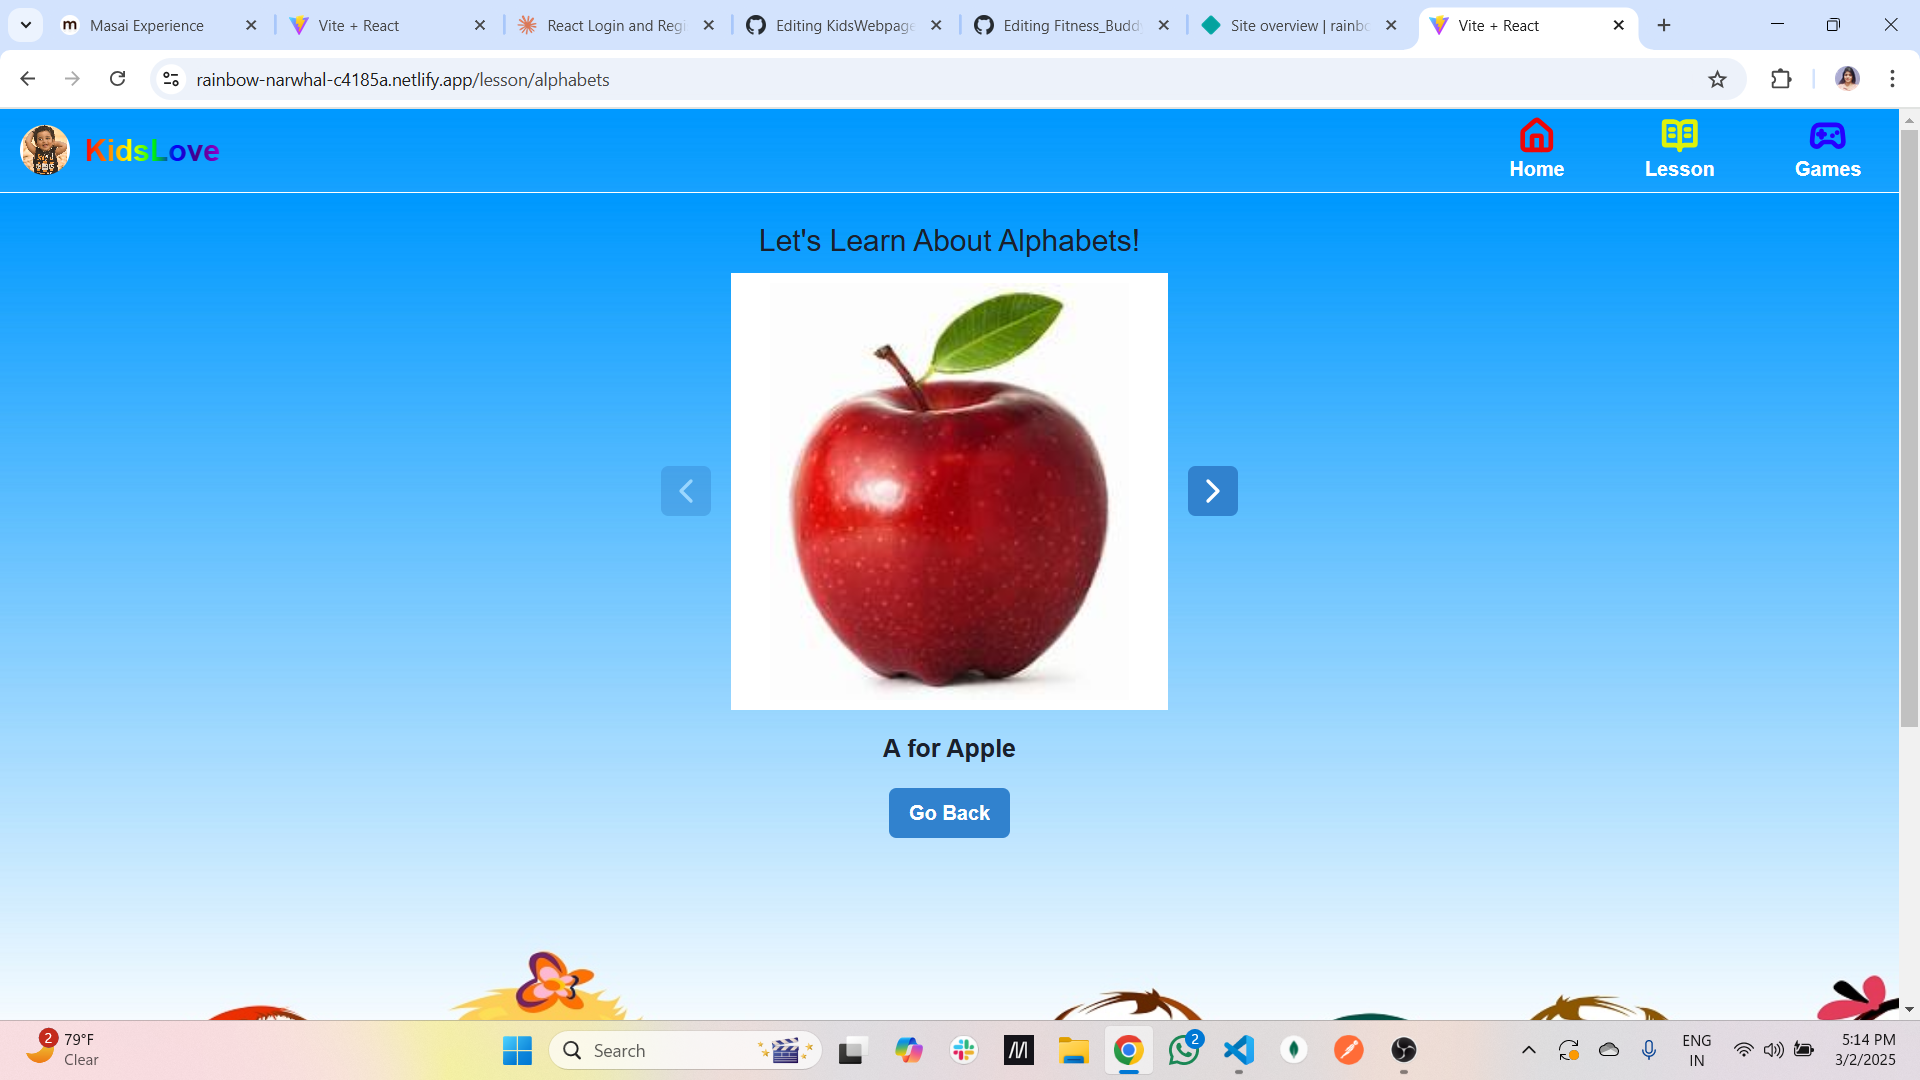 Masai Experience
Vite + React
React Login and Regi
Editing KidsWebpage
Editing Fitness_Buddy
Site overview | rainbo
Vite + React
rainbow-narwhal-c4185a.netlify.app/lesson/alphabets
KidsLove
Home
Lesson
Games
Let's Learn About Alphabets!
A for Apple
Go Back
2
79°F
Clear
Search
2
ENG
IN
5:14 PM
3/2/2025